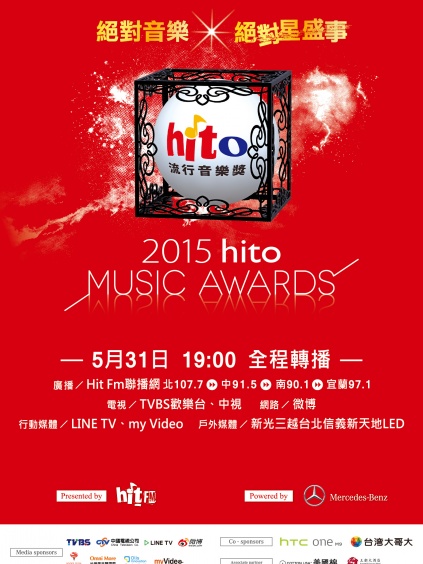 絕對音樂 絕對星盛事
hito
流行音樂獎
2015 hito
MUSIC AWARDS
— 5月31日 19:00 全程轉播 —
廣播／Hit Fm聯播網 北107.7 中91.5 南90.1 宜蘭97.1
電視／TVBS歡樂台、中視 網路／微博
行動媒體／LINE TV、my Video 戶外媒體／新光三越台北信義新天地LED
Presented by hit FM Powered by Mercedes-Benz
Media sponsors
TVBS CTV 中國電視公司 LINE TV 微博
myVideo
Co - sponsors htc one 台灣大哥大